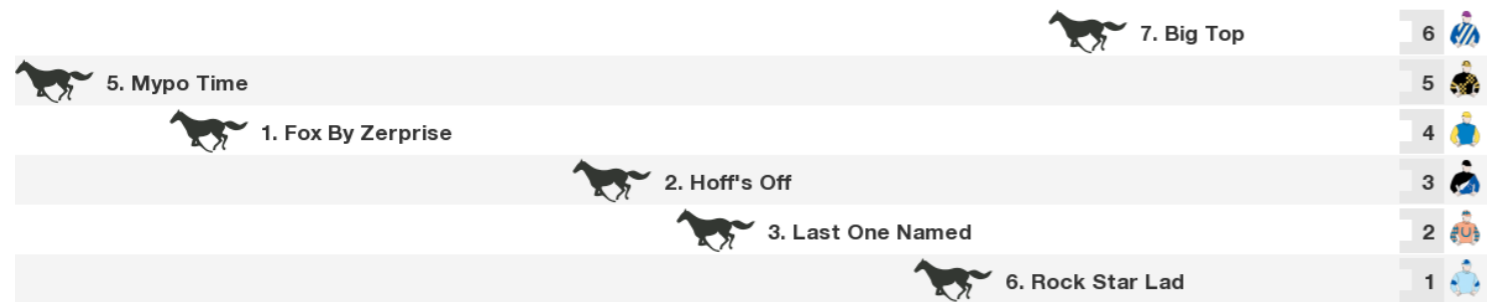 7. Big Top 6
5. Mypo Time 5
1. Fox By Zerprise 4
2. Hoff's Off 3
3. Last One Named 2
6. Rock Star Lad 1